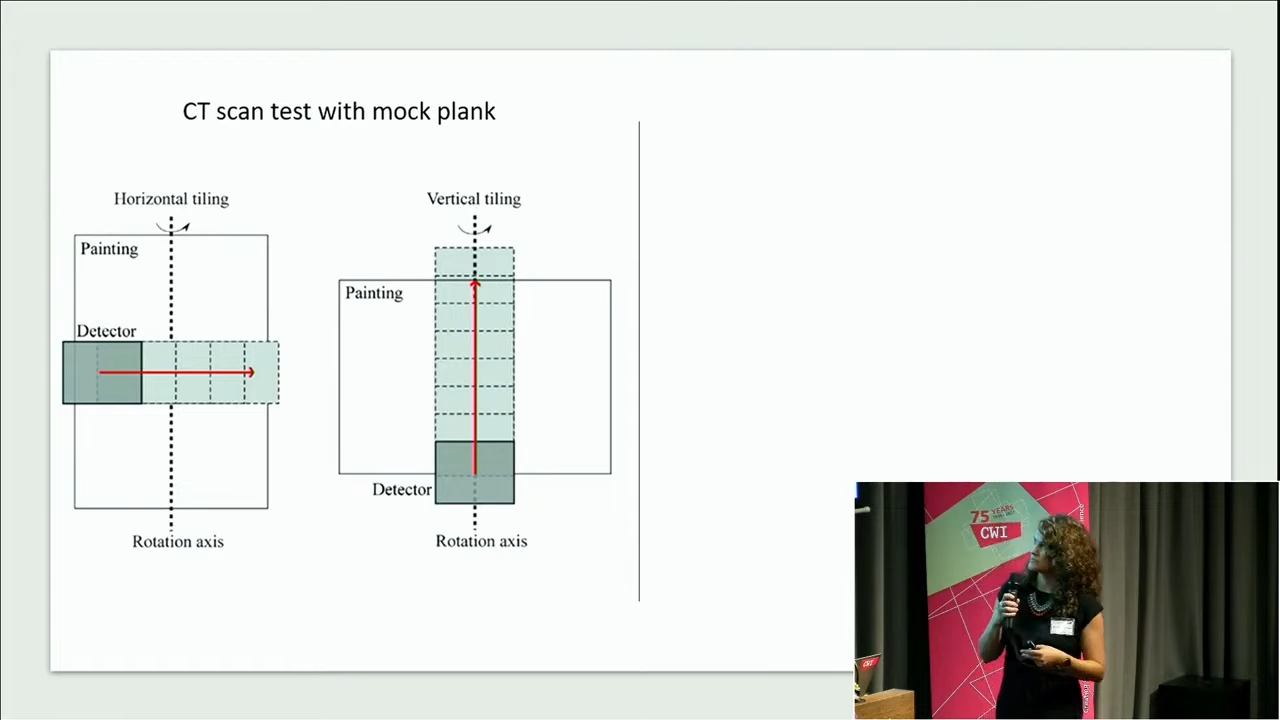 CT scan test with mock plank
Horizontal tiling
Painting
Detector
Rotation axis
Vertical tiling
Painting
Detector
Rotation axis
75 YEARS
CWI
CWI